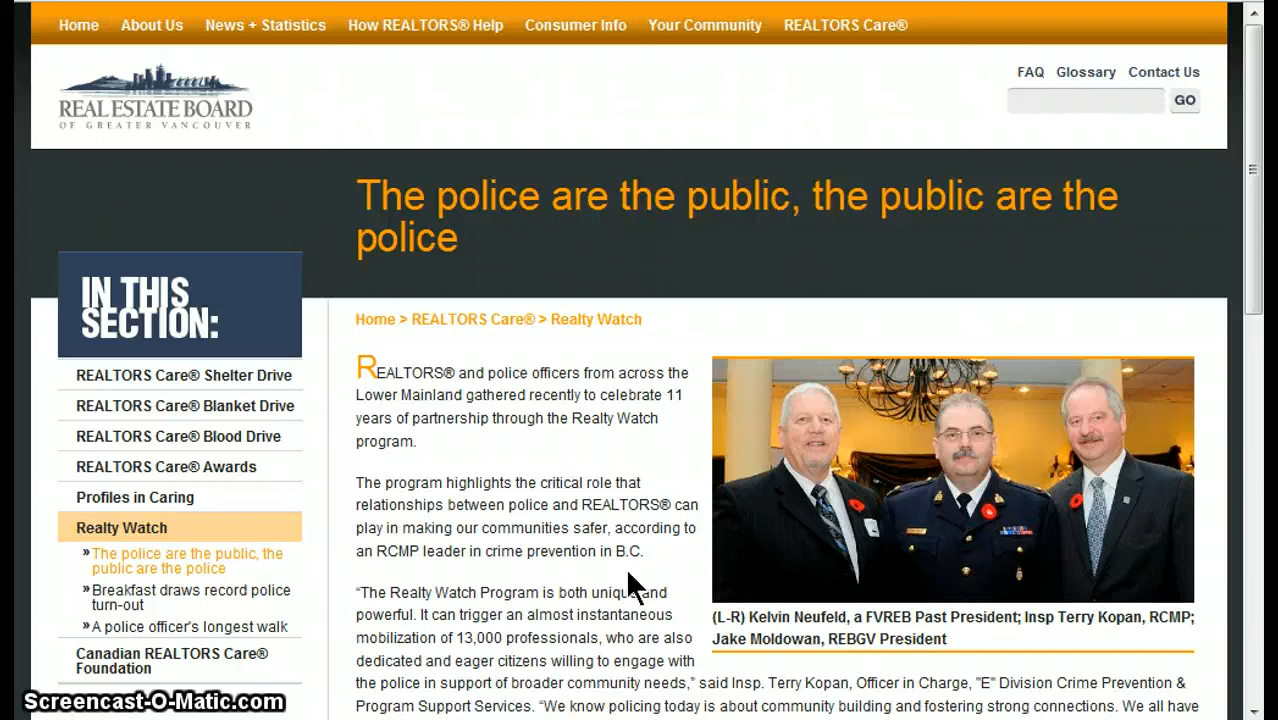 Home About Us News + Statistics How REALTORS® Help Consumer Info Your Community REALTORS Care®
REAL ESTATE BOARD
OF GREATER VANCOUVER
FAQ Glossary Contact Us
GO
The police are the public, the public are the
police
IN THIS
SECTION:
REALTORS Care® Shelter Drive
REALTORS Care® Blanket Drive
REALTORS Care® Blood Drive
REALTORS Care® Awards
Profiles in Caring
Realty Watch
» The police are the public, the
public are the police
» Breakfast draws record police
turn-out
» A police officer's longest walk
Canadian REALTORS Care®
Foundation
Home > REALTORS Care® > Realty Watch
REALTORS® and police officers from across the
Lower Mainland gathered recently to celebrate 11
years of partnership through the Realty Watch
program.
The program highlights the critical role that
relationships between police and REALTORS® can
play in making our communities safer, according to
an RCMP leader in crime prevention in B.C.
“The Realty Watch Program is both unique and
powerful. It can trigger an almost instantaneous
mobilization of 13,000 professionals, who are also
dedicated and eager citizens willing to engage with
the police in support of broader community needs,” said Insp. Terry Kopan, Officer in Charge, "E" Division Crime Prevention &
Program Support Services. “We know policing today is about community building and fostering strong connections. We all have
(L-R) Kelvin Neufeld, a FVREB Past President; Insp Terry Kopan, RCMP;
Jake Moldowan, REBGV President
Screencast-O-Matic.com